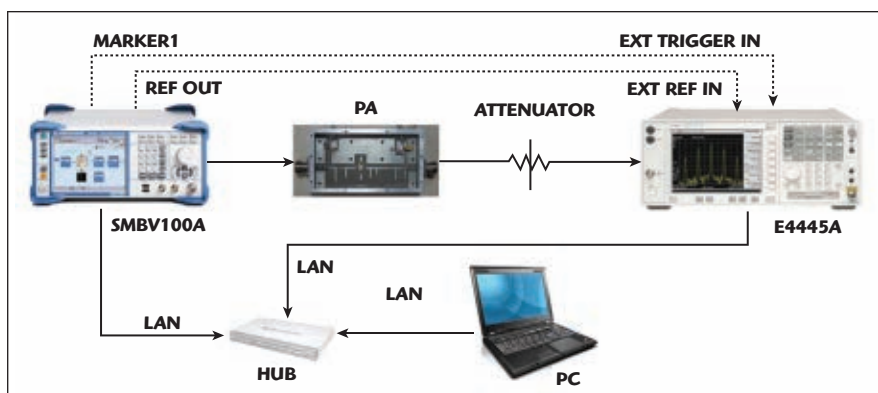 MARKER1
EXT TRIGGER IN
REF OUT
EXT REF IN
PA
ATTENUATOR
SMBV100A
E4445A
LAN
LAN
LAN
HUB
PC